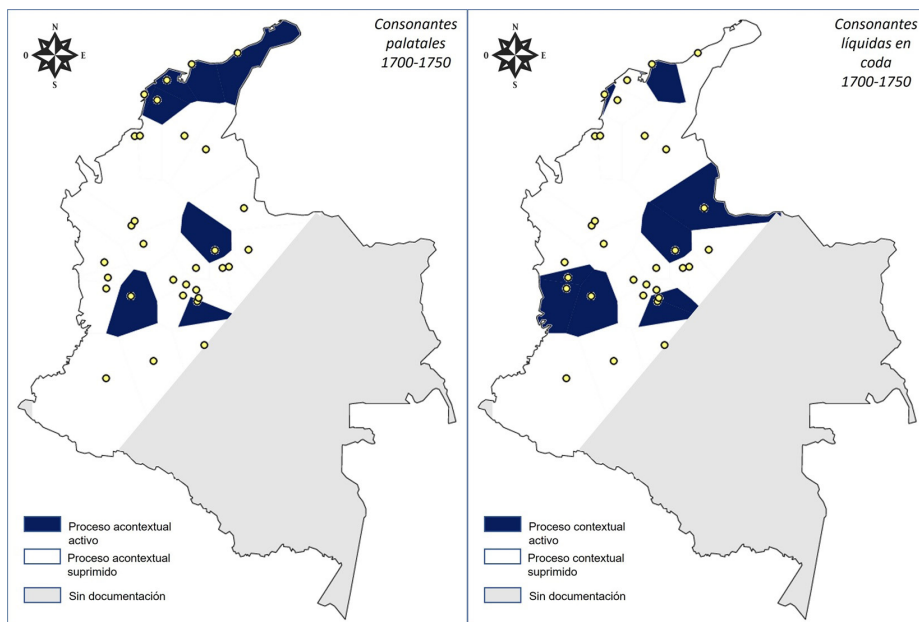 N
O
E
S
Consonantes
palatales
1700-1750
Proceso acontextual
activo
Proceso acontextual
suprimido
Sin documentación
N
O
E
S
Consonantes
líquidas en
coda
1700-1750
Proceso contextual
activo
Proceso contextual
suprimido
Sin documentación